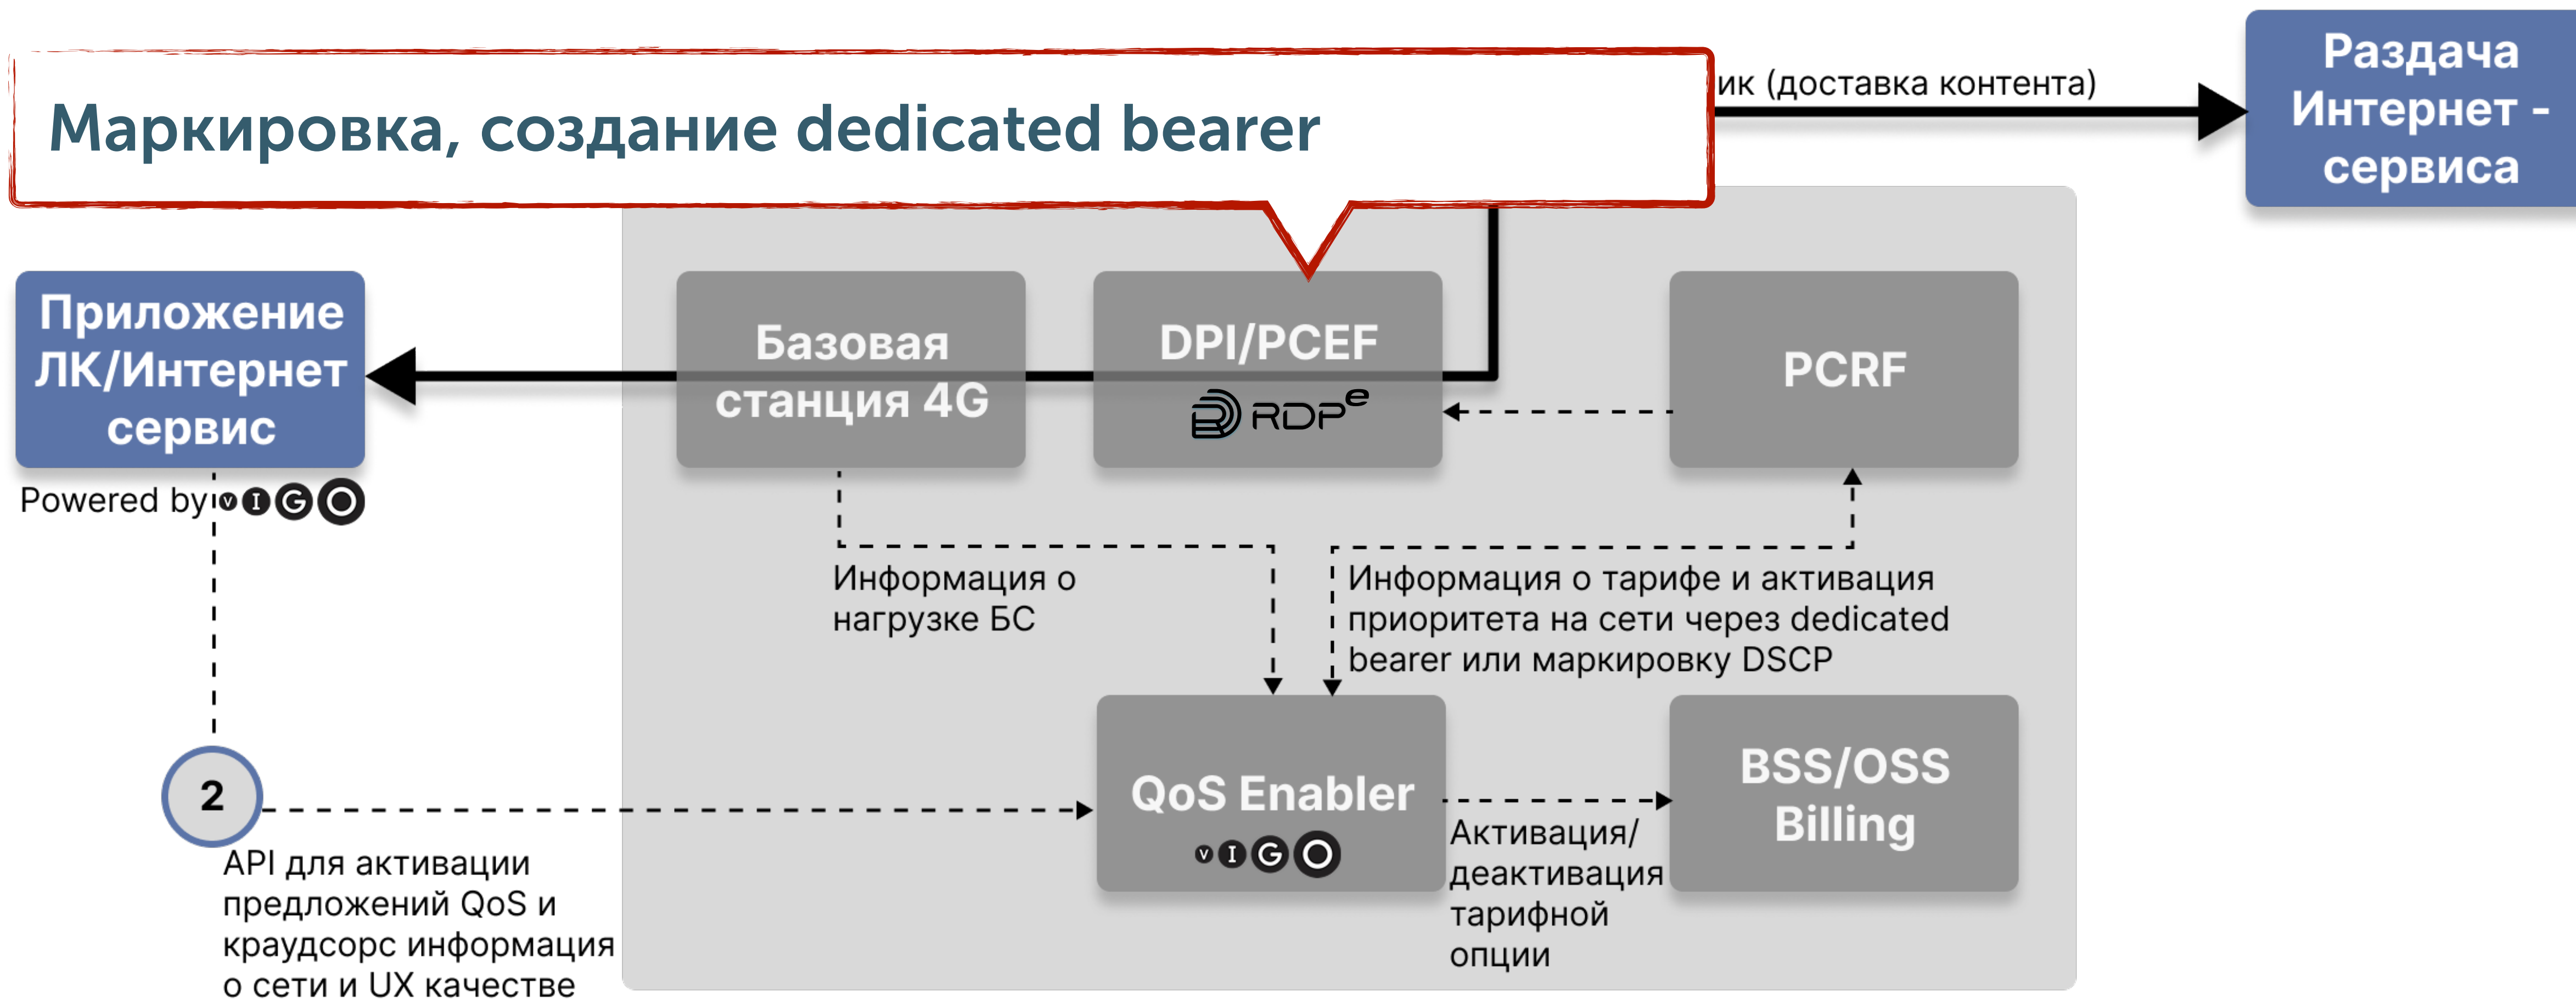 Раздача
Интернет -
сервиса
ик (доставка контента)
Маркировка, создание dedicated bearer
Приложение
ЛК/Интернет
сервис
Powered by VIGO
Базовая
станция 4G
DPI/PCEF
RDPe
PCRF
Информация о
нагрузке БС
Информация о тарифе и активация
приоритета на сети через dedicated
bearer или маркировку DSCP
2
API для активации
предложений QoS и
краудсорс информация
о сети и UX качестве
QoS Enabler
VIGO
Активация/
деактивация
тарифной
опции
BSS/OSS
Billing